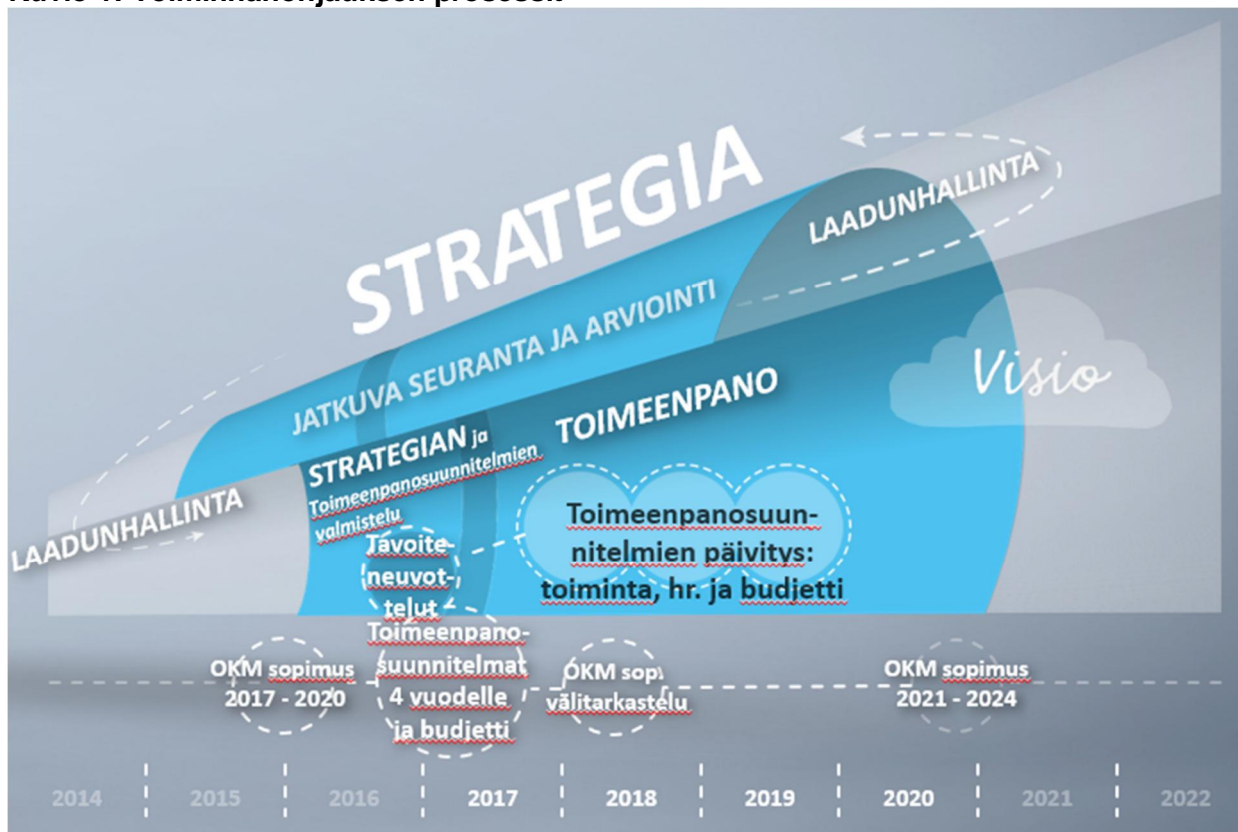 STRATEGIA
LAADUNHALLINTA
JATKUVA SEURANTA JA ARVIOINTI
Visio
TOIMEENPANO
STRATEGIAN ja
Toimeenpanosuunnitelmien
valmistelu
LAADUNHALLINTA
Tavoite-
neuvot-
telut
Toimeenpanosuun-
nitelmien päivitys:
toiminta, hr. ja budjetti
OKM sopimus
2017 - 2020
Toimeenpano-
suunnitelmat
4 vuodelle
ja budjetti
OKM sop.
välitarkastelu
OKM sopimus
2021 - 2024
2014 2015 2016 2017 2018 2019 2020 2021 2022